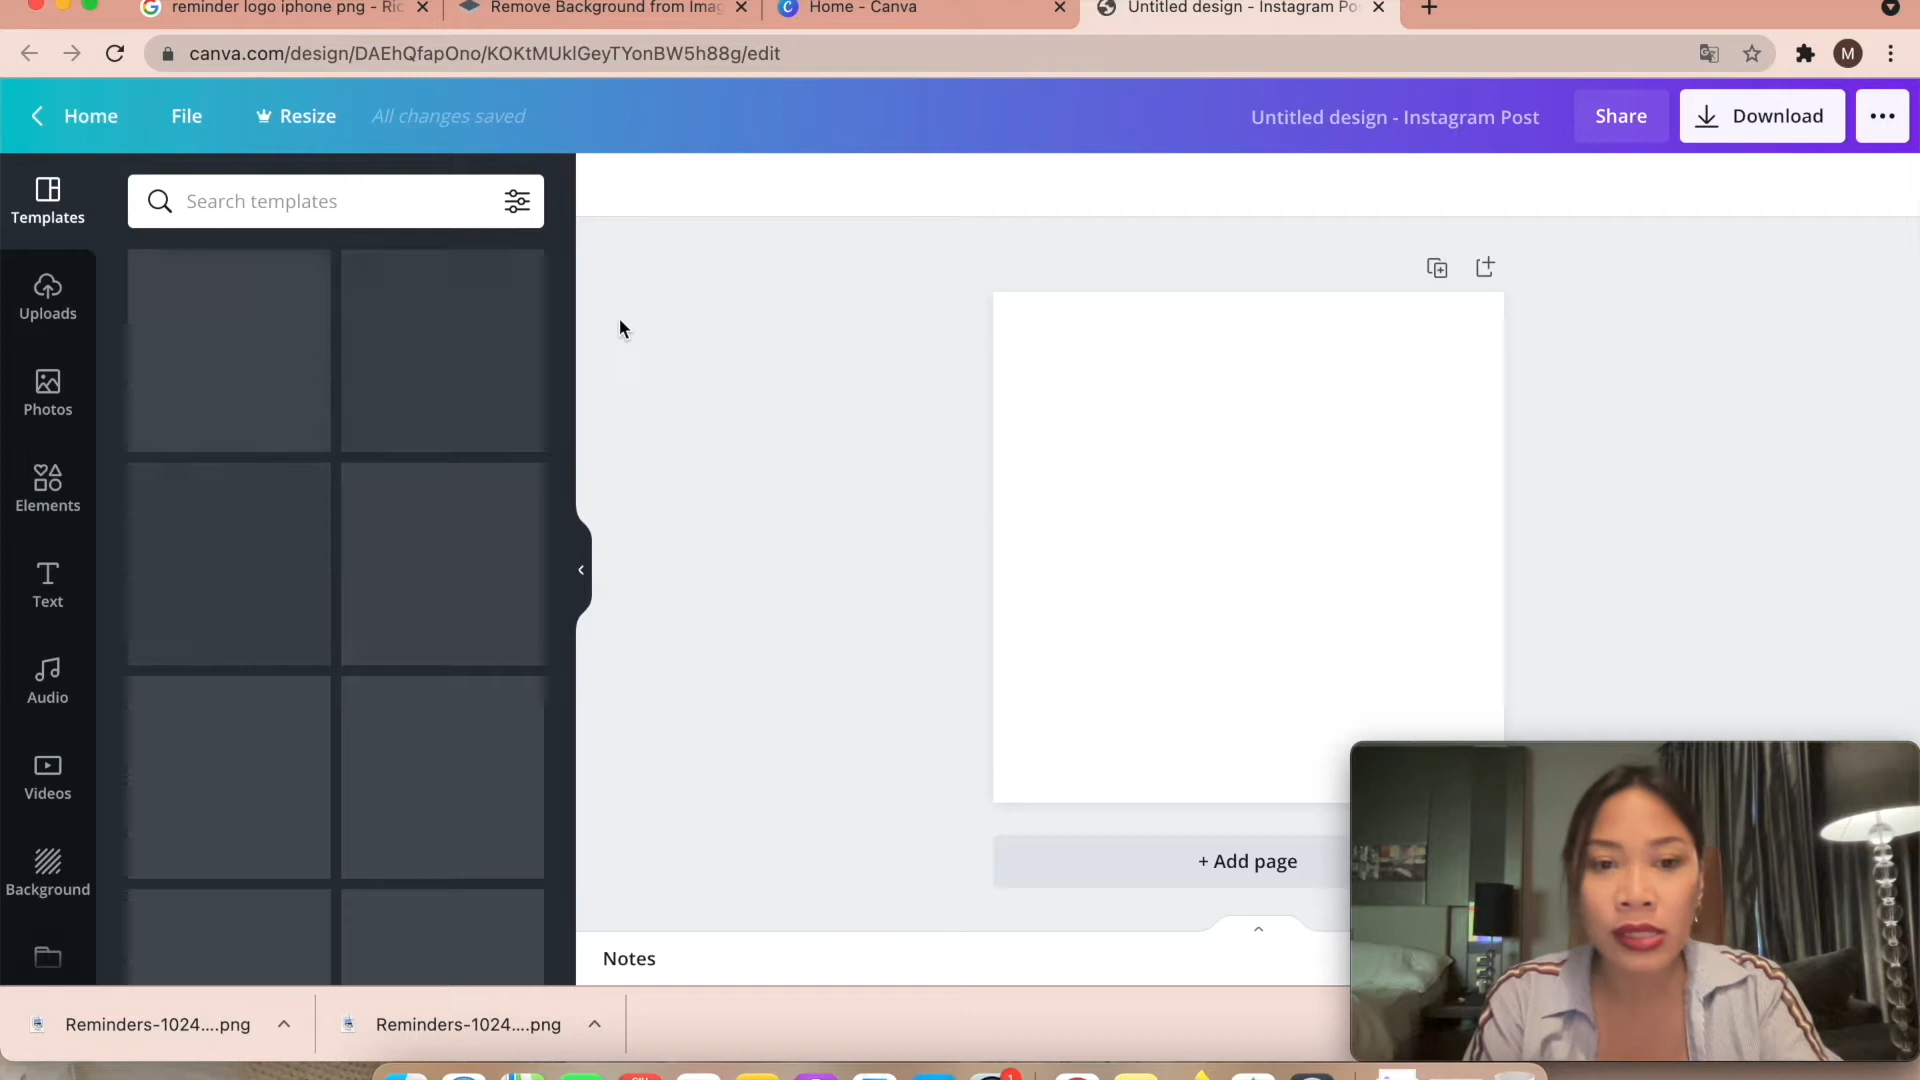 reminder logo iphone png - Ric
Remove Background from Imag
Home - Canva
Untitled design - Instagram Po
canva.com/design/DAEhQfapOno/KOKtMUklGeyTYonBW5h88g/edit
M
Home
File
Resize
All changes saved
Untitled design - Instagram Post
Share
Download
Templates
Search templates
Uploads
Photos
Elements
Text
Audio
Videos
Background
+ Add page
Notes
Reminders-1024....png
Reminders-1024....png
1